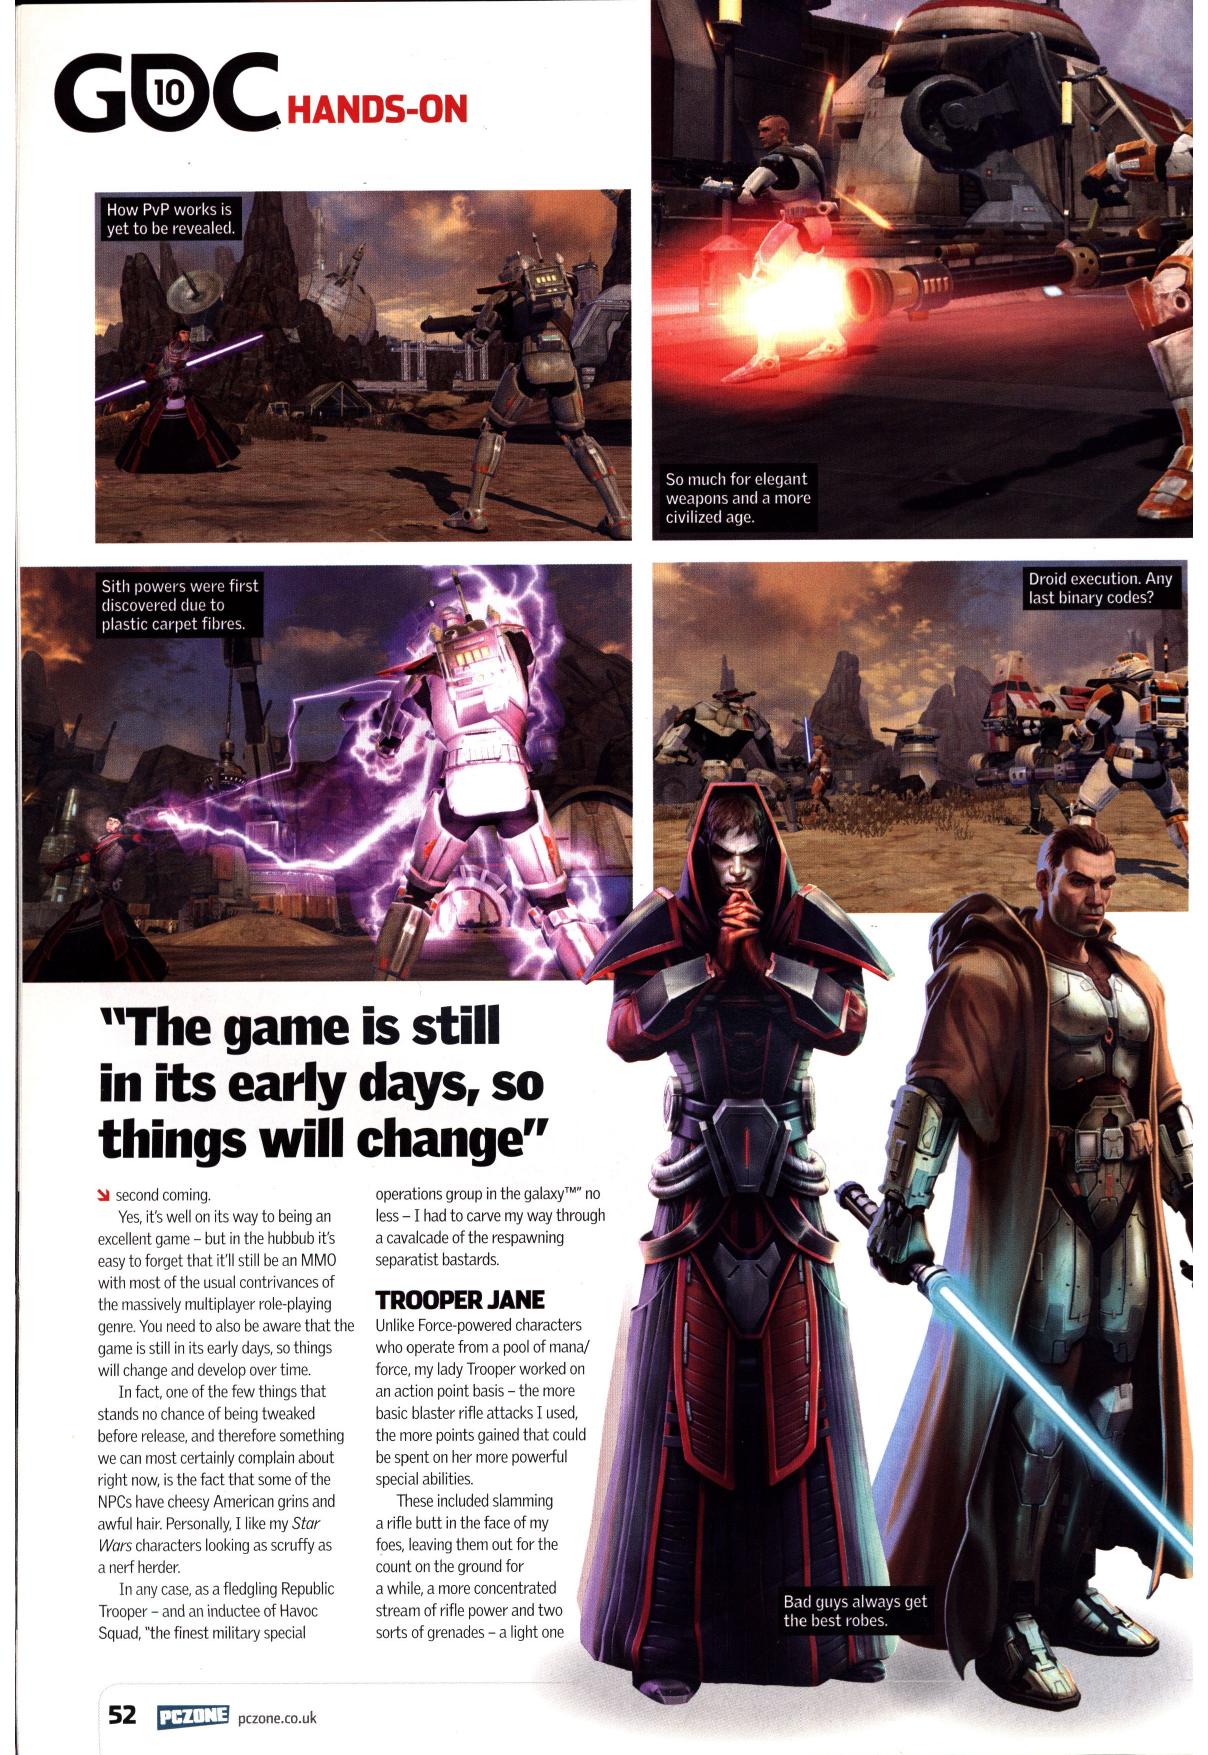 GDC
10
HANDS-ON
How PvP works is
yet to be revealed.
So much for elegant
weapons and a more
civilized age.
Sith powers were first
discovered due to
plastic carpet fibres.
Droid execution. Any
last binary codes?
“The game is still
in its early days, so
things will change”
second coming.
Yes, it's well on its way to being an
excellent game – but in the hubbub it's
easy to forget that it'll still be an MMO
with most of the usual contrivances of
the massively multiplayer role-playing
genre. You need to also be aware that the
game is still in its early days, so things
will change and develop over time.
In fact, one of the few things that
stands no chance of being tweaked
before release, and therefore something
we can most certainly complain about
right now, is the fact that some of the
NPCs have cheesy American grins and
awful hair. Personally, I like my Star
Wars characters looking as scruffy as
a nerf herder.
In any case, as a fledgling Republic
Trooper – and an inductee of Havoc
Squad, “the finest military special
operations group in the galaxy™” no
less – I had to carve my way through
a cavalcade of the respawning
separatist bastards.
TROOPER JANE
Unlike Force-powered characters
who operate from a pool of mana/
force, my lady Trooper worked on
an action point basis – the more
basic blaster rifle attacks I used,
the more points gained that could
be spent on her more powerful
special abilities.
These included slamming
a rifle butt in the face of my
foes, leaving them out for the
count on the ground for
a while, a more concentrated
stream of rifle power and two
sorts of grenades – a light one
Bad guys always get
the best robes.
52 PCZONE pczone.co.uk